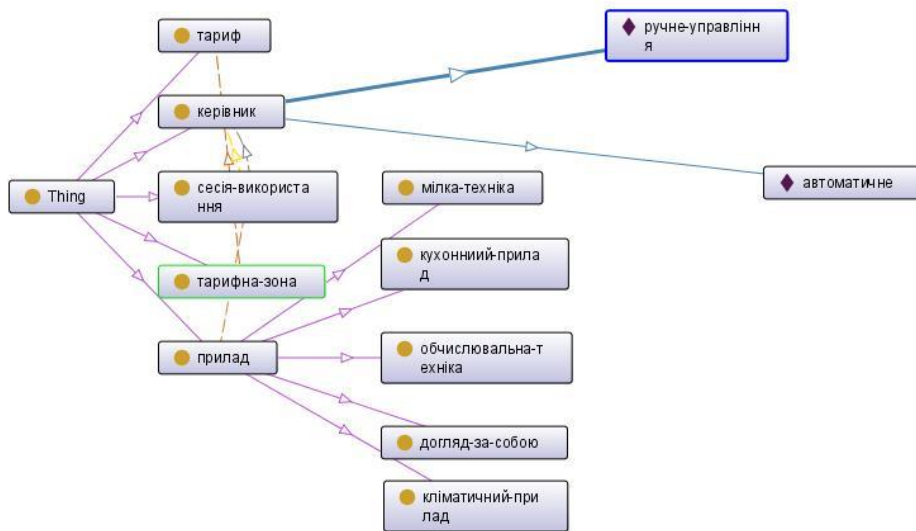 тариф
ручне-управлінн
я
керівник
сесія-використа
ння
Thing
мілка-техніка
автоматичне
кухонниий-прила
д
тарифна-зона
прилад
обчислювальна-т
ехніка
догляд-за-собою
кліматичний-при
лад